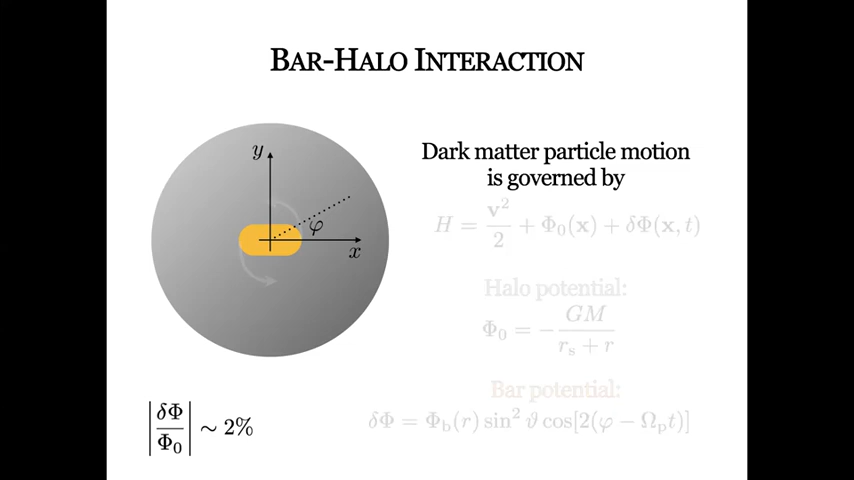 BAR-HALO INTERACTION
y
φ
x
Dark matter particle motion
is governed by
H = v²/2 + Φ₀(x) + δΦ(x, t)
Halo potential:
Φ₀ = − GM/(rₛ + r)
Bar potential:
δΦ = Φ_b(r) sin² ϑ cos[2(φ − Ω_p t)]
|δΦ/Φ₀| ∼ 2%